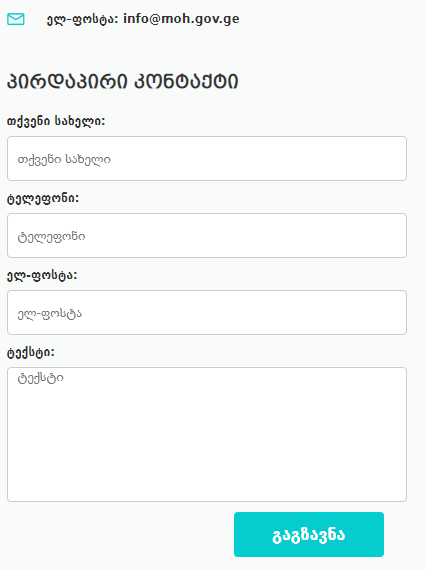 ელ-ფოსტა: info@moh.gov.ge
პირდაპირი კონტაქტი
თქვენი სახელი:
თქვენი სახელი
ტელეფონი:
ტელეფონი
ელ-ფოსტა:
ელ-ფოსტა
ტექსტი:
ტექსტი
გაგზავნა